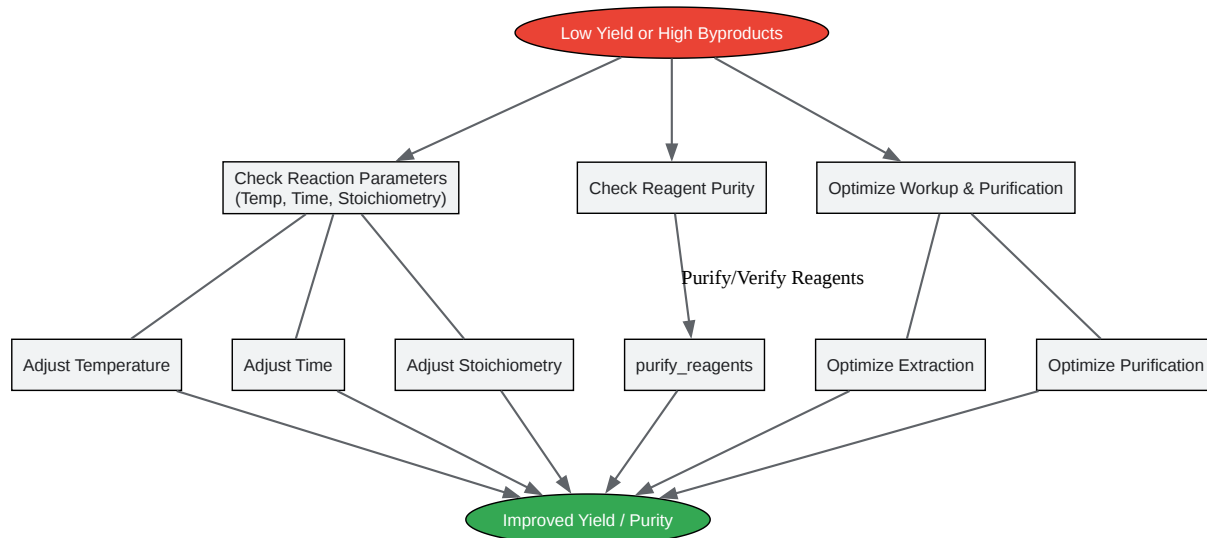 Low Yield or High Byproducts
Check Reaction Parameters
(Temp, Time, Stoichiometry)
Check Reagent Purity
Optimize Workup & Purification
Purify/Verify Reagents
Adjust Temperature
Adjust Time
Adjust Stoichiometry
purify_reagents
Optimize Extraction
Optimize Purification
Improved Yield / Purity